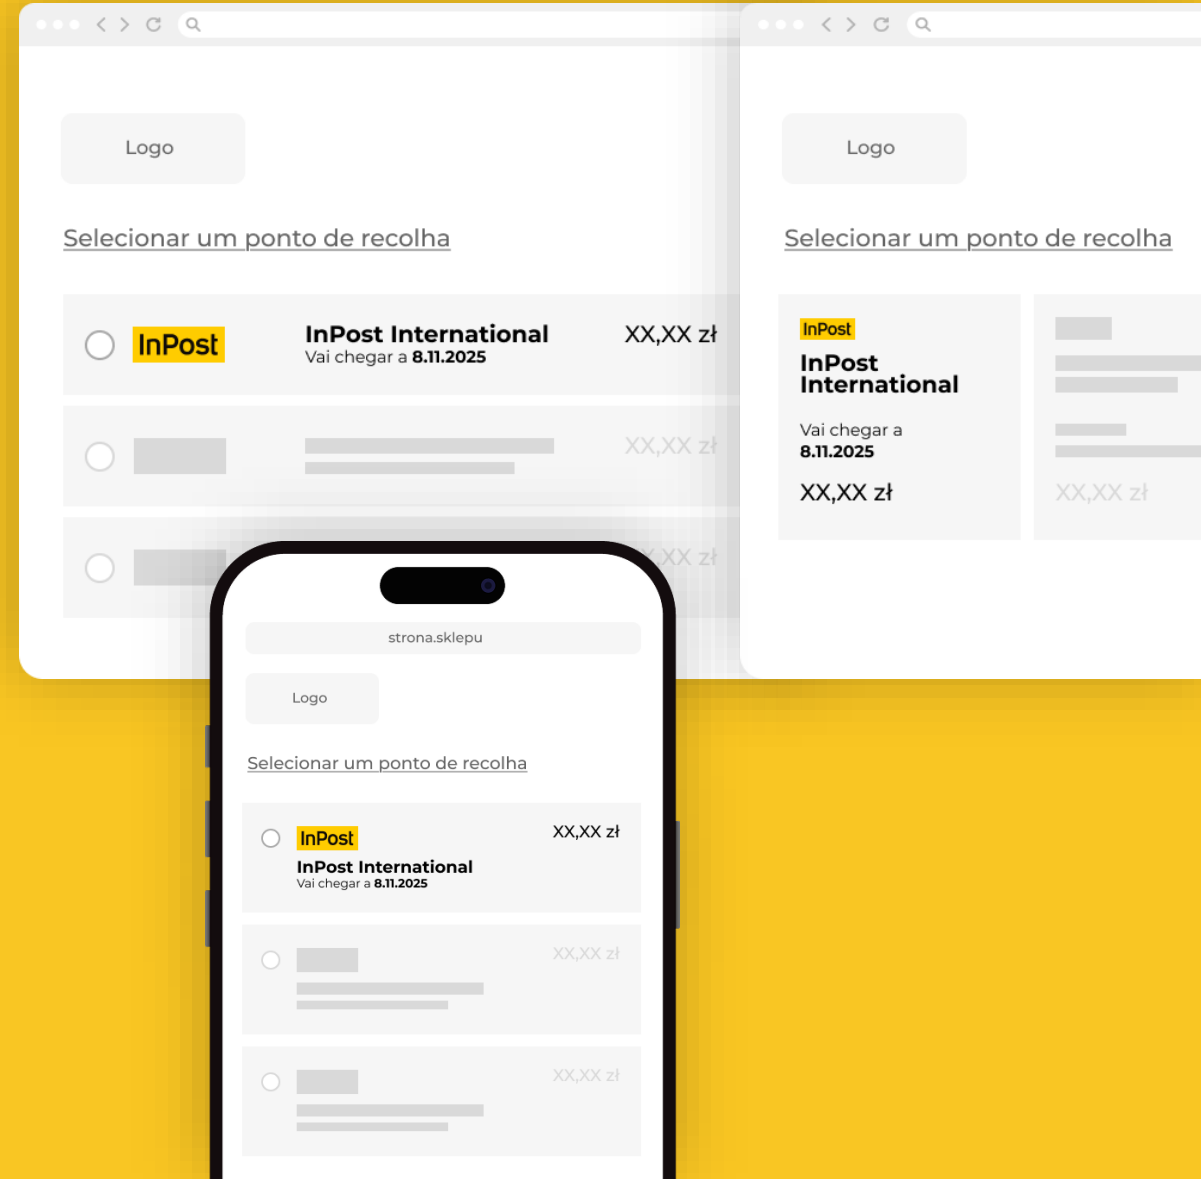 Logo
Selecionar um ponto de recolha
InPost
InPost International
XX,XX zł
Vai chegar a 8.11.2025
XX,XX zł
XX,XX zł
Logo
Selecionar um ponto de recolha
InPost
InPost
International
Vai chegar a
8.11.2025
XX,XX zł
XX,XX zł
strona.sklepu
Logo
Selecionar um ponto de recolha
InPost
XX,XX zł
InPost International
Vai chegar a 8.11.2025
XX,XX zł
XX,XX zł